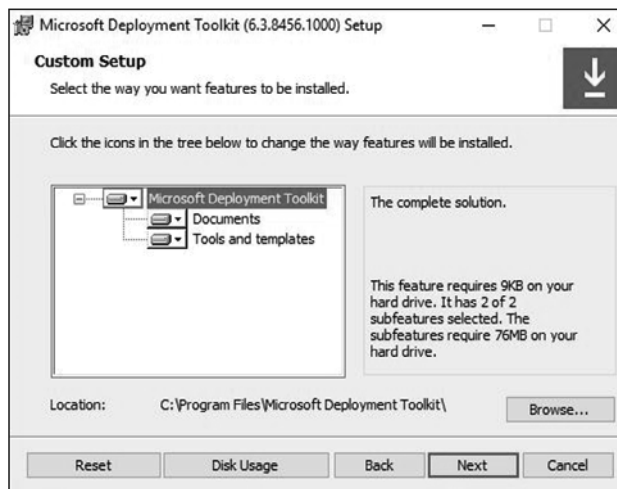 Microsoft Deployment Toolkit (6.3.8456.1000) Setup
Custom Setup
Select the way you want features to be installed.
Click the icons in the tree below to change the way features will be installed.
Microsoft Deployment Toolkit
Documents
Tools and templates
The complete solution.
This feature requires 9KB on your
hard drive. It has 2 of 2
subfeatures selected. The
subfeatures require 76MB on your
hard drive.
Location: C:\Program Files\Microsoft Deployment Toolkit\
Browse...
Reset Disk Usage Back Next Cancel